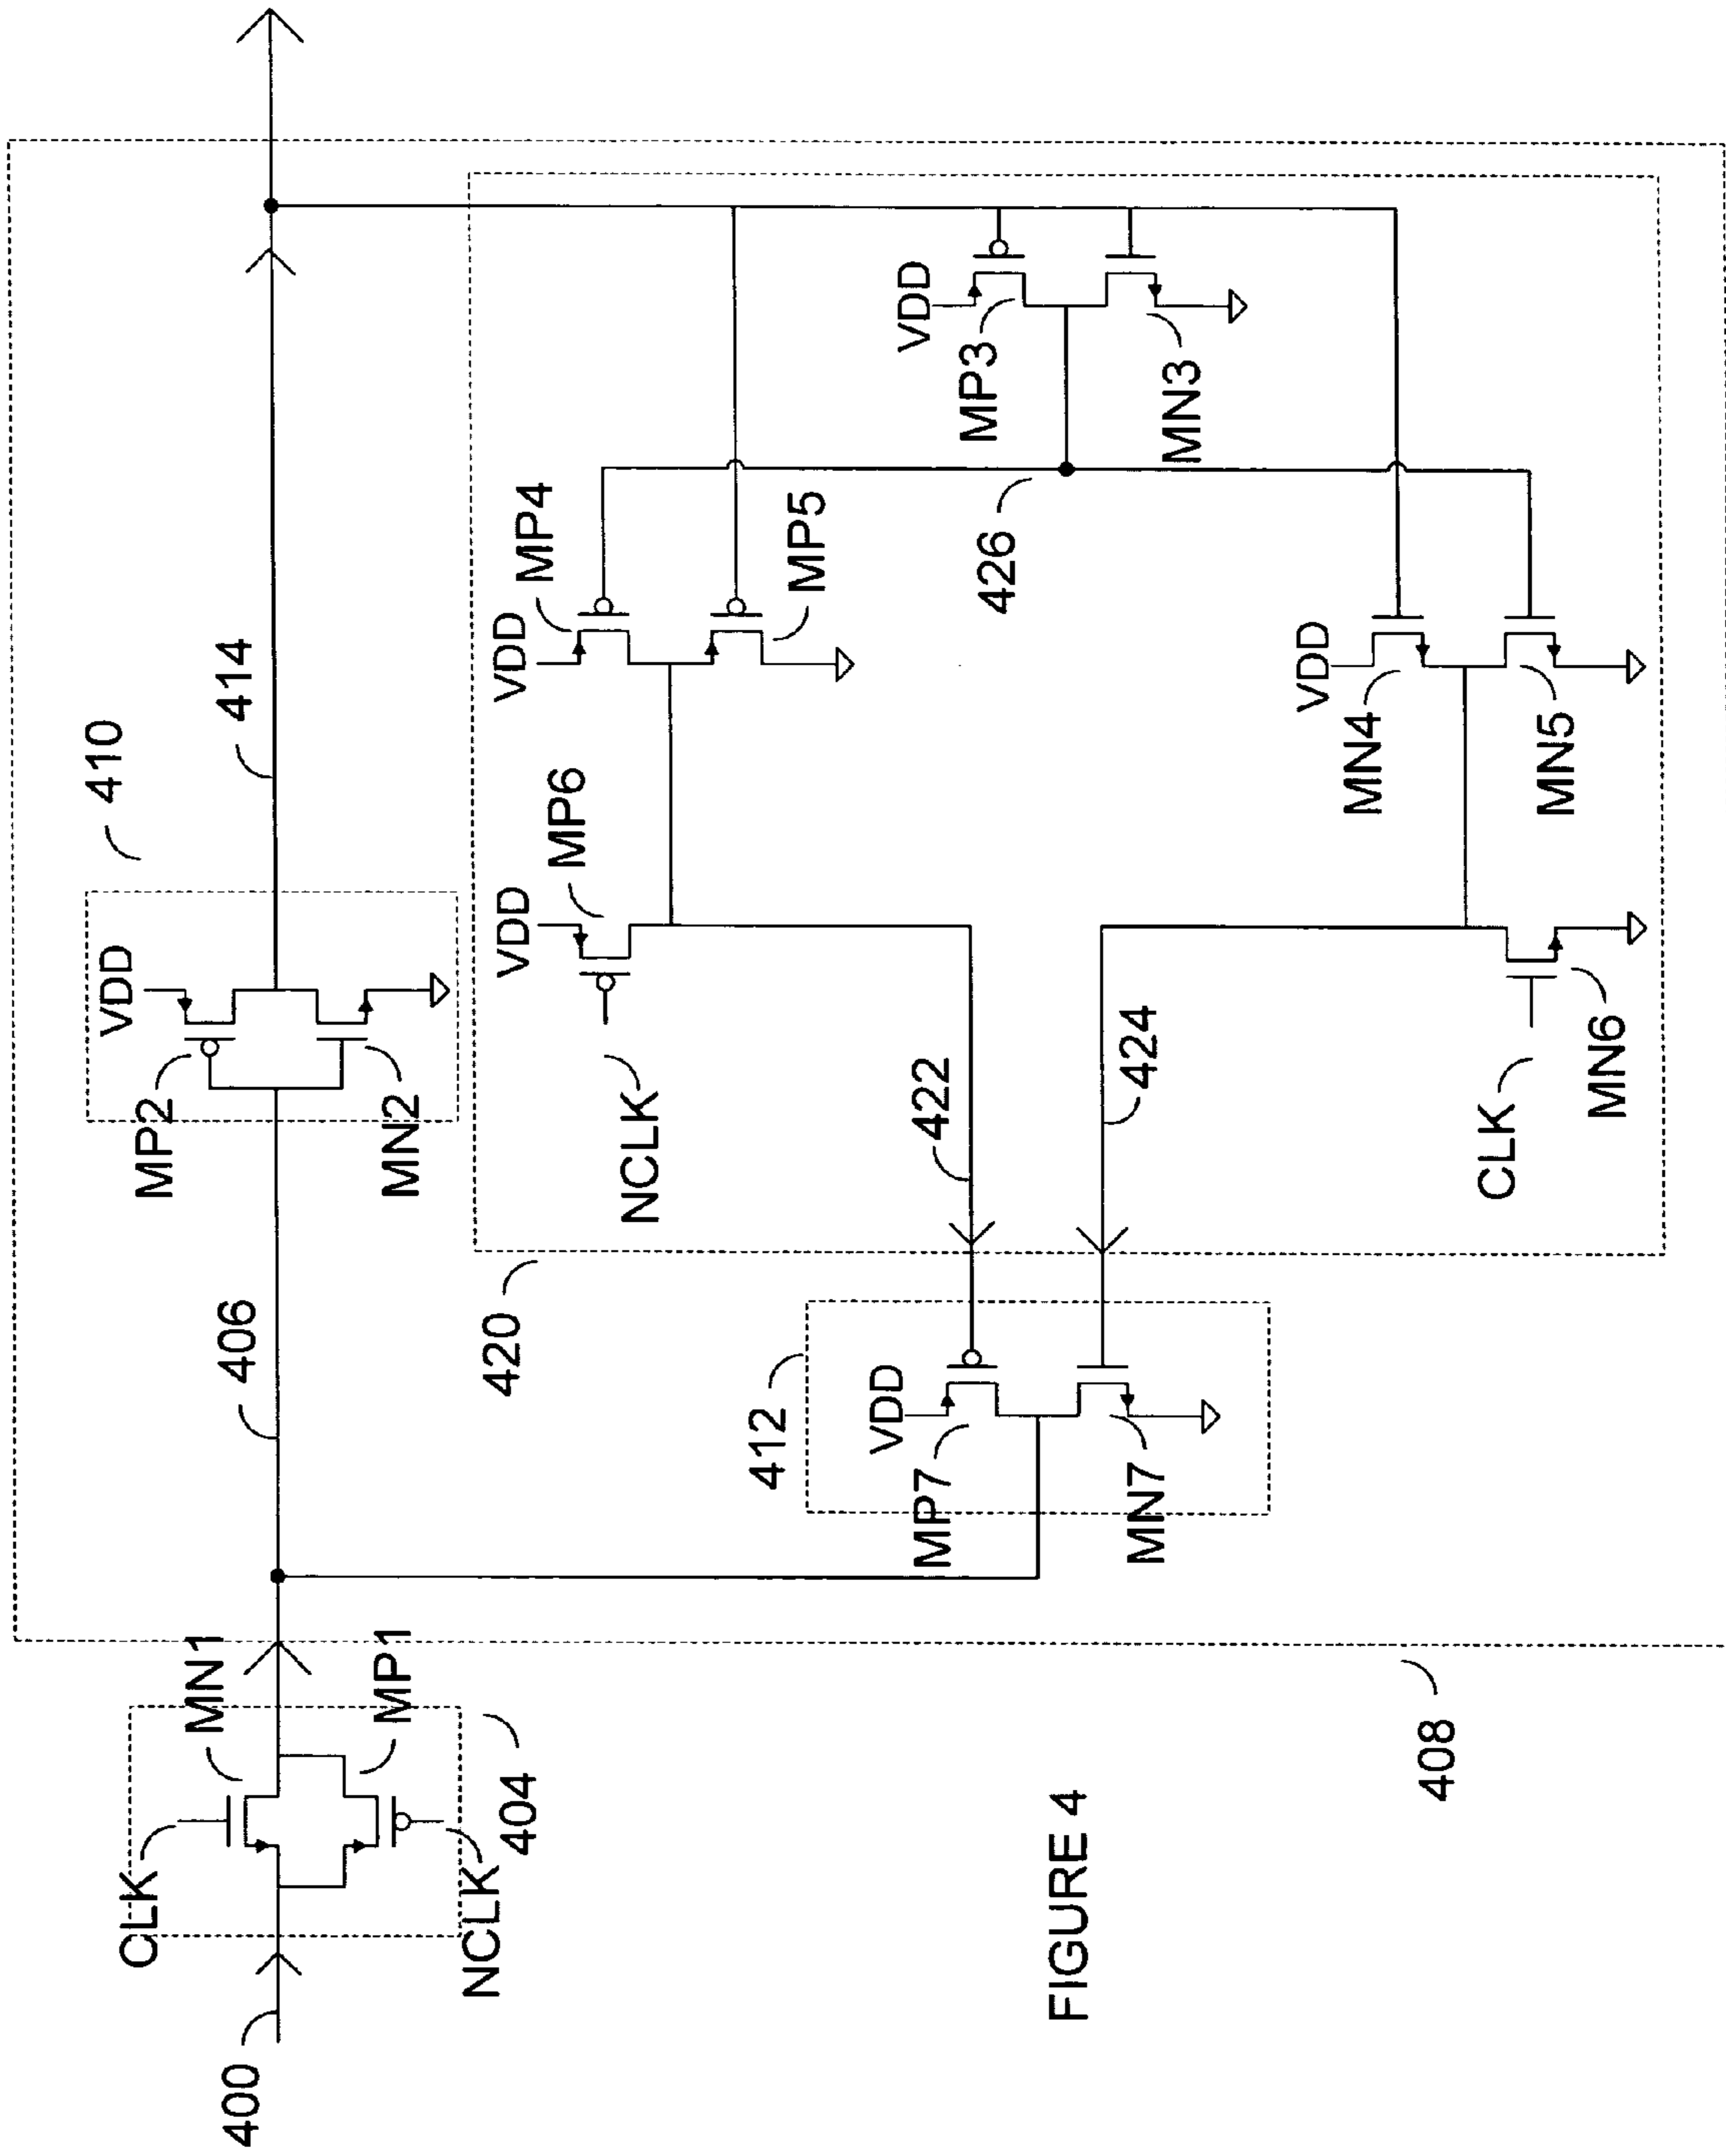 410
414
VDD
MP2
MN2
406
VDD
MP4
MP5
VDD
MP6
NCLK
VDD
MP3
MN3
426
422
424
VDD
MN4
MN5
CLK
MN6
420
412
VDD
MP7
MN7
MN1
MP1
CLK
NCLK
404
400
408
FIGURE 4